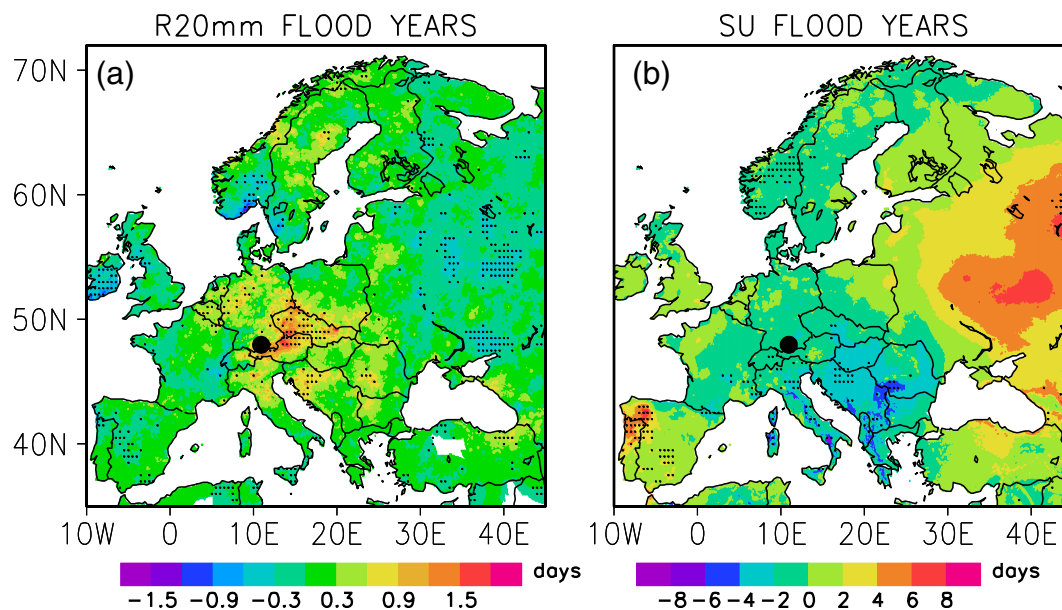 R20mm FLOOD YEARS
SU FLOOD YEARS
(a)
(b)
70N
60N
50N
40N
10W 0 10E 20E 30E 40E
10W 0 10E 20E 30E 40E
days
-1.5 -0.9 -0.3 0.3 0.9 1.5
days
-8 -6 -4 -2 0 2 4 6 8